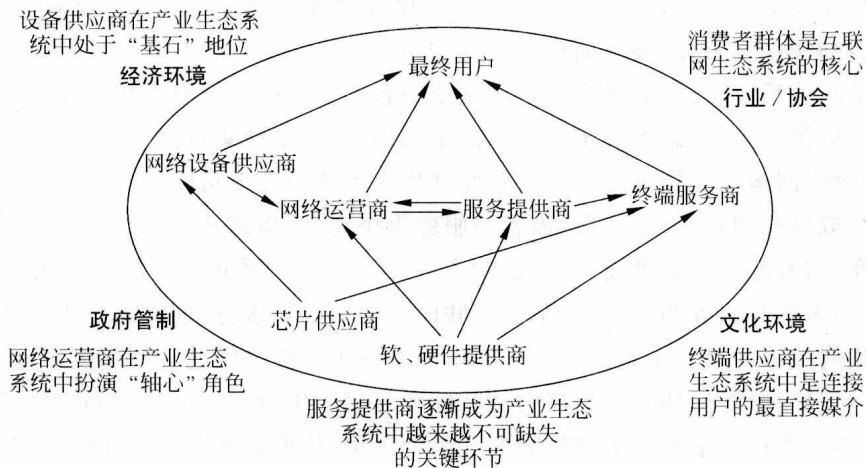 设备供应商在产业生态系
统中处于“基石”地位
经济环境
消费者群体是互联
网生态系统的核心
行业/协会
最终用户
网络设备供应商
网络运营商
服务提供商
终端服务商
政府管制
芯片供应商
文化环境
网络运营商在产业生态
系统中扮演“轴心”角色
软、硬件提供商
终端供应商在产业
生态系统中是连接
用户的最直接媒介
服务提供商逐渐成为产业生态
系统中越来越不可缺失
的关键环节